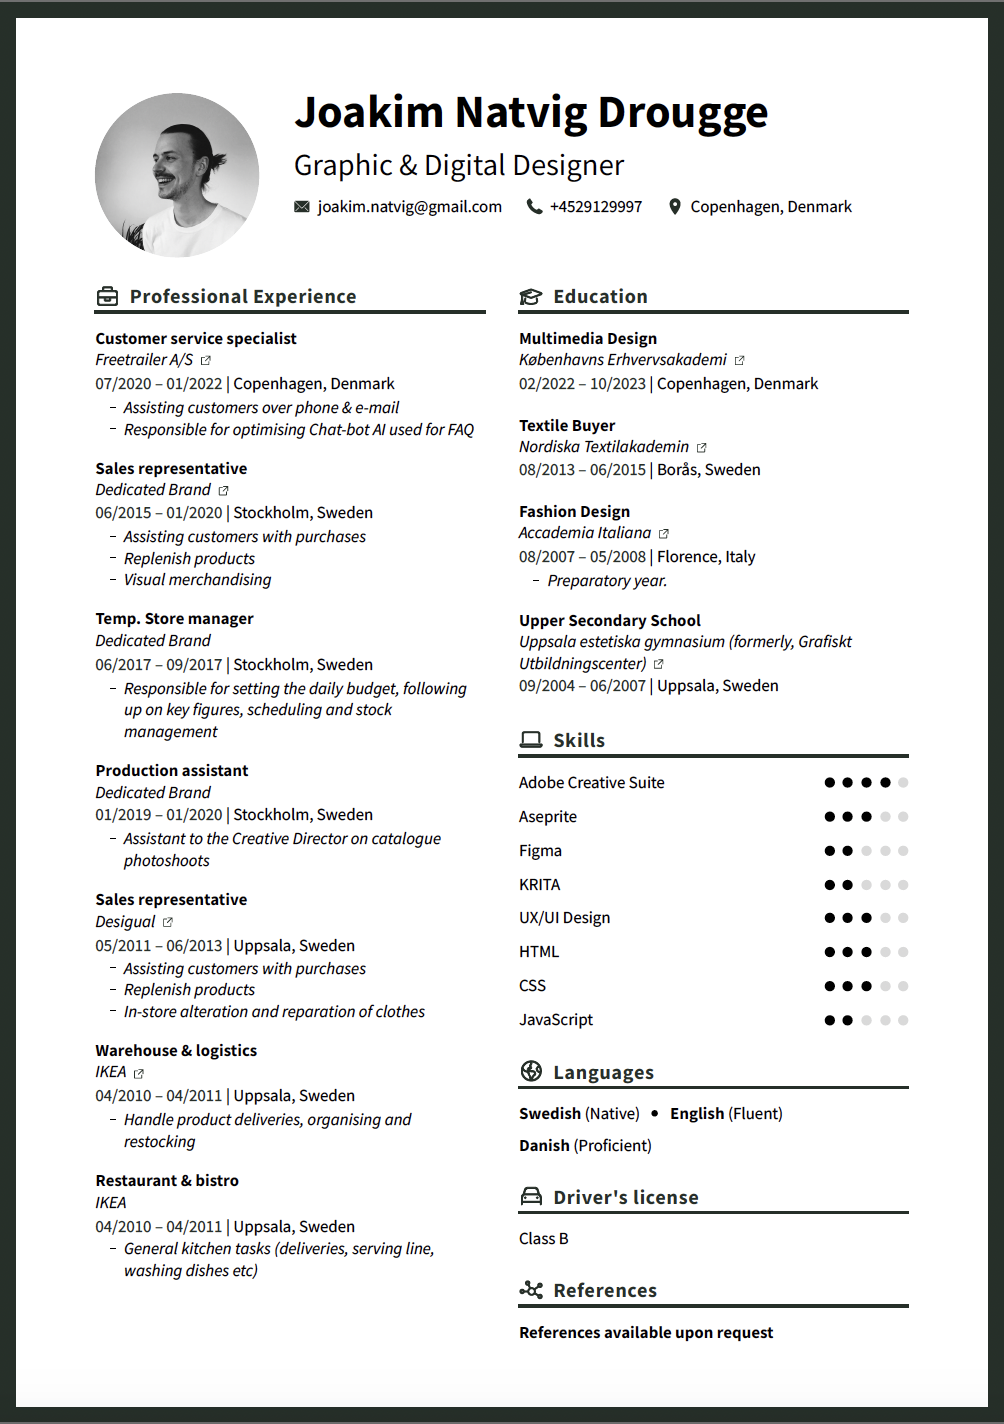 Joakim Natvig Drougge
Graphic & Digital Designer
joakim.natvig@gmail.com +4529129997 Copenhagen, Denmark
Professional Experience
Customer service specialist
Freetrailer A/S
07/2020 – 01/2022 | Copenhagen, Denmark
– Assisting customers over phone & e-mail
– Responsible for optimising Chat-bot AI used for FAQ
Sales representative
Dedicated Brand
06/2015 – 01/2020 | Stockholm, Sweden
– Assisting customers with purchases
– Replenish products
– Visual merchandising
Temp. Store manager
Dedicated Brand
06/2017 – 09/2017 | Stockholm, Sweden
– Responsible for setting the daily budget, following
up on key figures, scheduling and stock
management
Production assistant
Dedicated Brand
01/2019 – 01/2020 | Stockholm, Sweden
– Assistant to the Creative Director on catalogue
photoshoots
Sales representative
Desigual
05/2011 – 06/2013 | Uppsala, Sweden
– Assisting customers with purchases
– Replenish products
– In-store alteration and reparation of clothes
Warehouse & logistics
IKEA
04/2010 – 04/2011 | Uppsala, Sweden
– Handle product deliveries, organising and
restocking
Restaurant & bistro
IKEA
04/2010 – 04/2011 | Uppsala, Sweden
– General kitchen tasks (deliveries, serving line,
washing dishes etc)
Education
Multimedia Design
Københavns Erhvervsakademi
02/2022 – 10/2023 | Copenhagen, Denmark
Textile Buyer
Nordiska Textilakademin
08/2013 – 06/2015 | Borås, Sweden
Fashion Design
Accademia Italiana
08/2007 – 05/2008 | Florence, Italy
– Preparatory year.
Upper Secondary School
Uppsala estetiska gymnasium (formerly, Grafiskt
Utbildningscenter)
09/2004 – 06/2007 | Uppsala, Sweden
Skills
Adobe Creative Suite
Aseprite
Figma
KRITA
UX/UI Design
HTML
CSS
JavaScript
Languages
Swedish (Native) • English (Fluent)
Danish (Proficient)
Driver's license
Class B
References
References available upon request